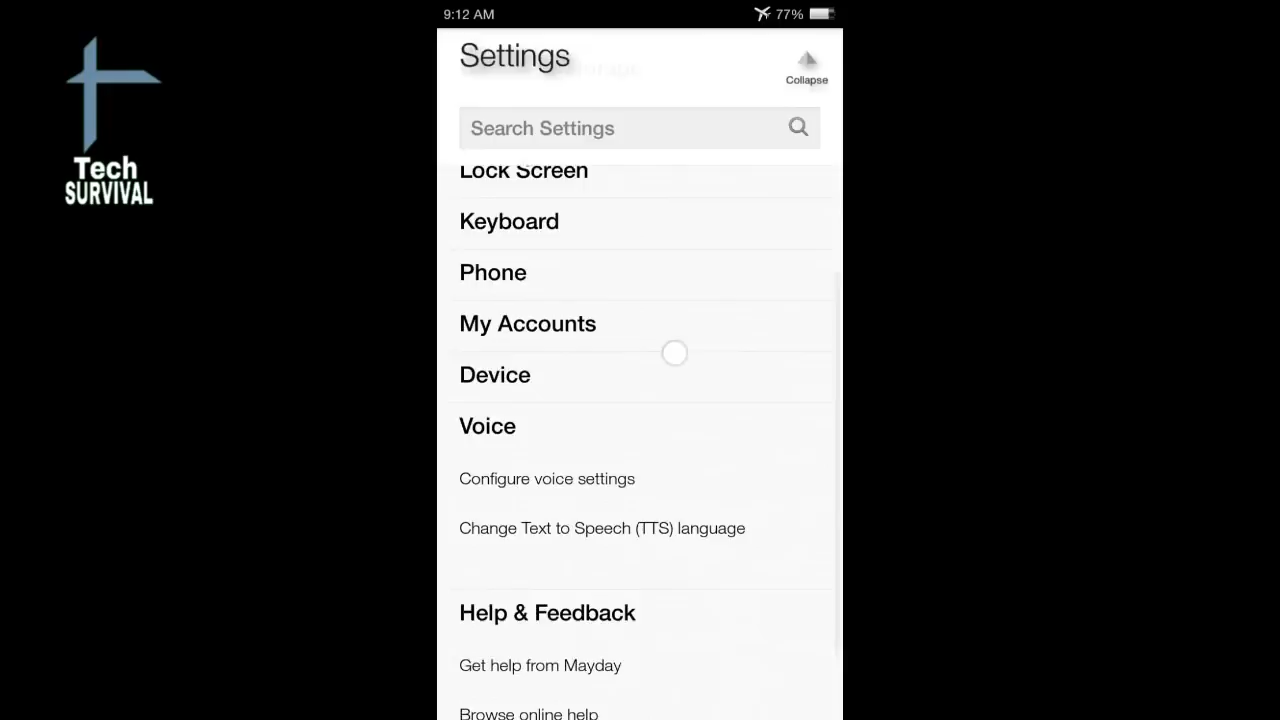 9:12 AM
77%
Settings
Collapse
Search Settings
Lock Screen
Keyboard
Phone
My Accounts
Device
Voice
Configure voice settings
Change Text to Speech (TTS) language
Help & Feedback
Get help from Mayday
Browse online help
Tech
SURVIVAL